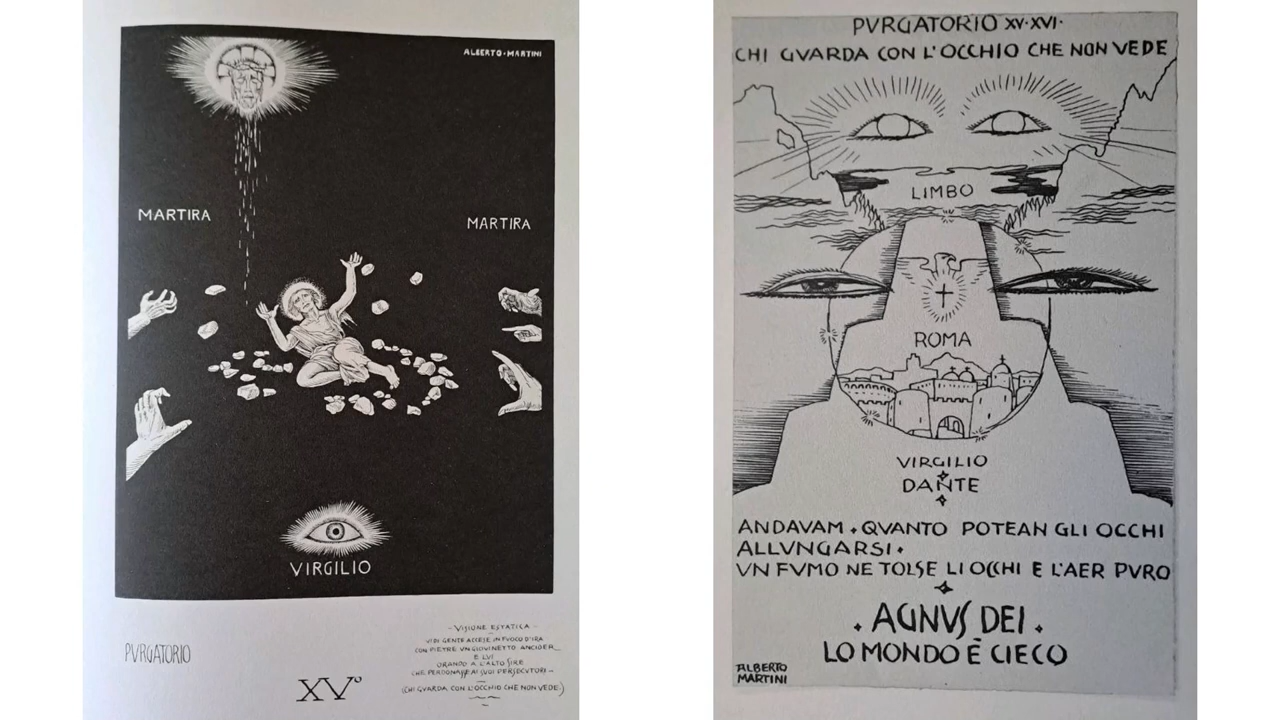 ALBERTO·MARTINI
MARTIRA
MARTIRA
VIRGILIO
PVRGATORIO
XVº
–VISIONE ESTATICA–
VIDI GENTE ACCESE IN FVOCO D'IRA
CON PIETRE VN GIOVINETTO ANCIDER
E LVI
ORANDO A L'ALTO SIRE
CHE PERDONASSE AI SVOI PERSECVTORI
(CHI GVARDA CON L'OCCHIO CHE NON VEDE)
PVRGATORIO XV·XVI·
CHI GVARDA CON L'OCCHIO CHE NON VEDE
LIMBO
ROMA
VIRGILIO
DANTE
ANDAVAM · QVANTO POTEAN GLI OCCHI
ALLVNGARSI ·
VN FVMO NE TOLSE LI OCCHI E L'AER PVRO
· AGNVS DEI ·
LO MONDO È CIECO
ALBERTO
MARTINI